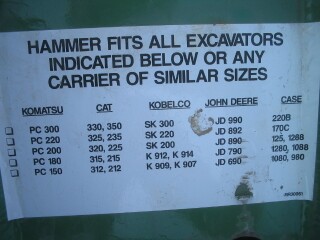 HAMMER FITS ALL EXCAVATORS
INDICATED BELOW OR ANY
CARRIER OF SIMILAR SIZES
KOMATSU CAT KOBELCO JOHN DEERE CASE
PC 300 330, 350 SK 300 JD 990 220B
PC 220 325, 235 SK 220 JD 892 170C
PC 200 320, 225 SK 200 JD 890 125, 128B
PC 180 315, 215 K 912, K 914 JD 790 1280, 1088
PC 150 312, 212 K 909, K 907 JD 690 1080, 980